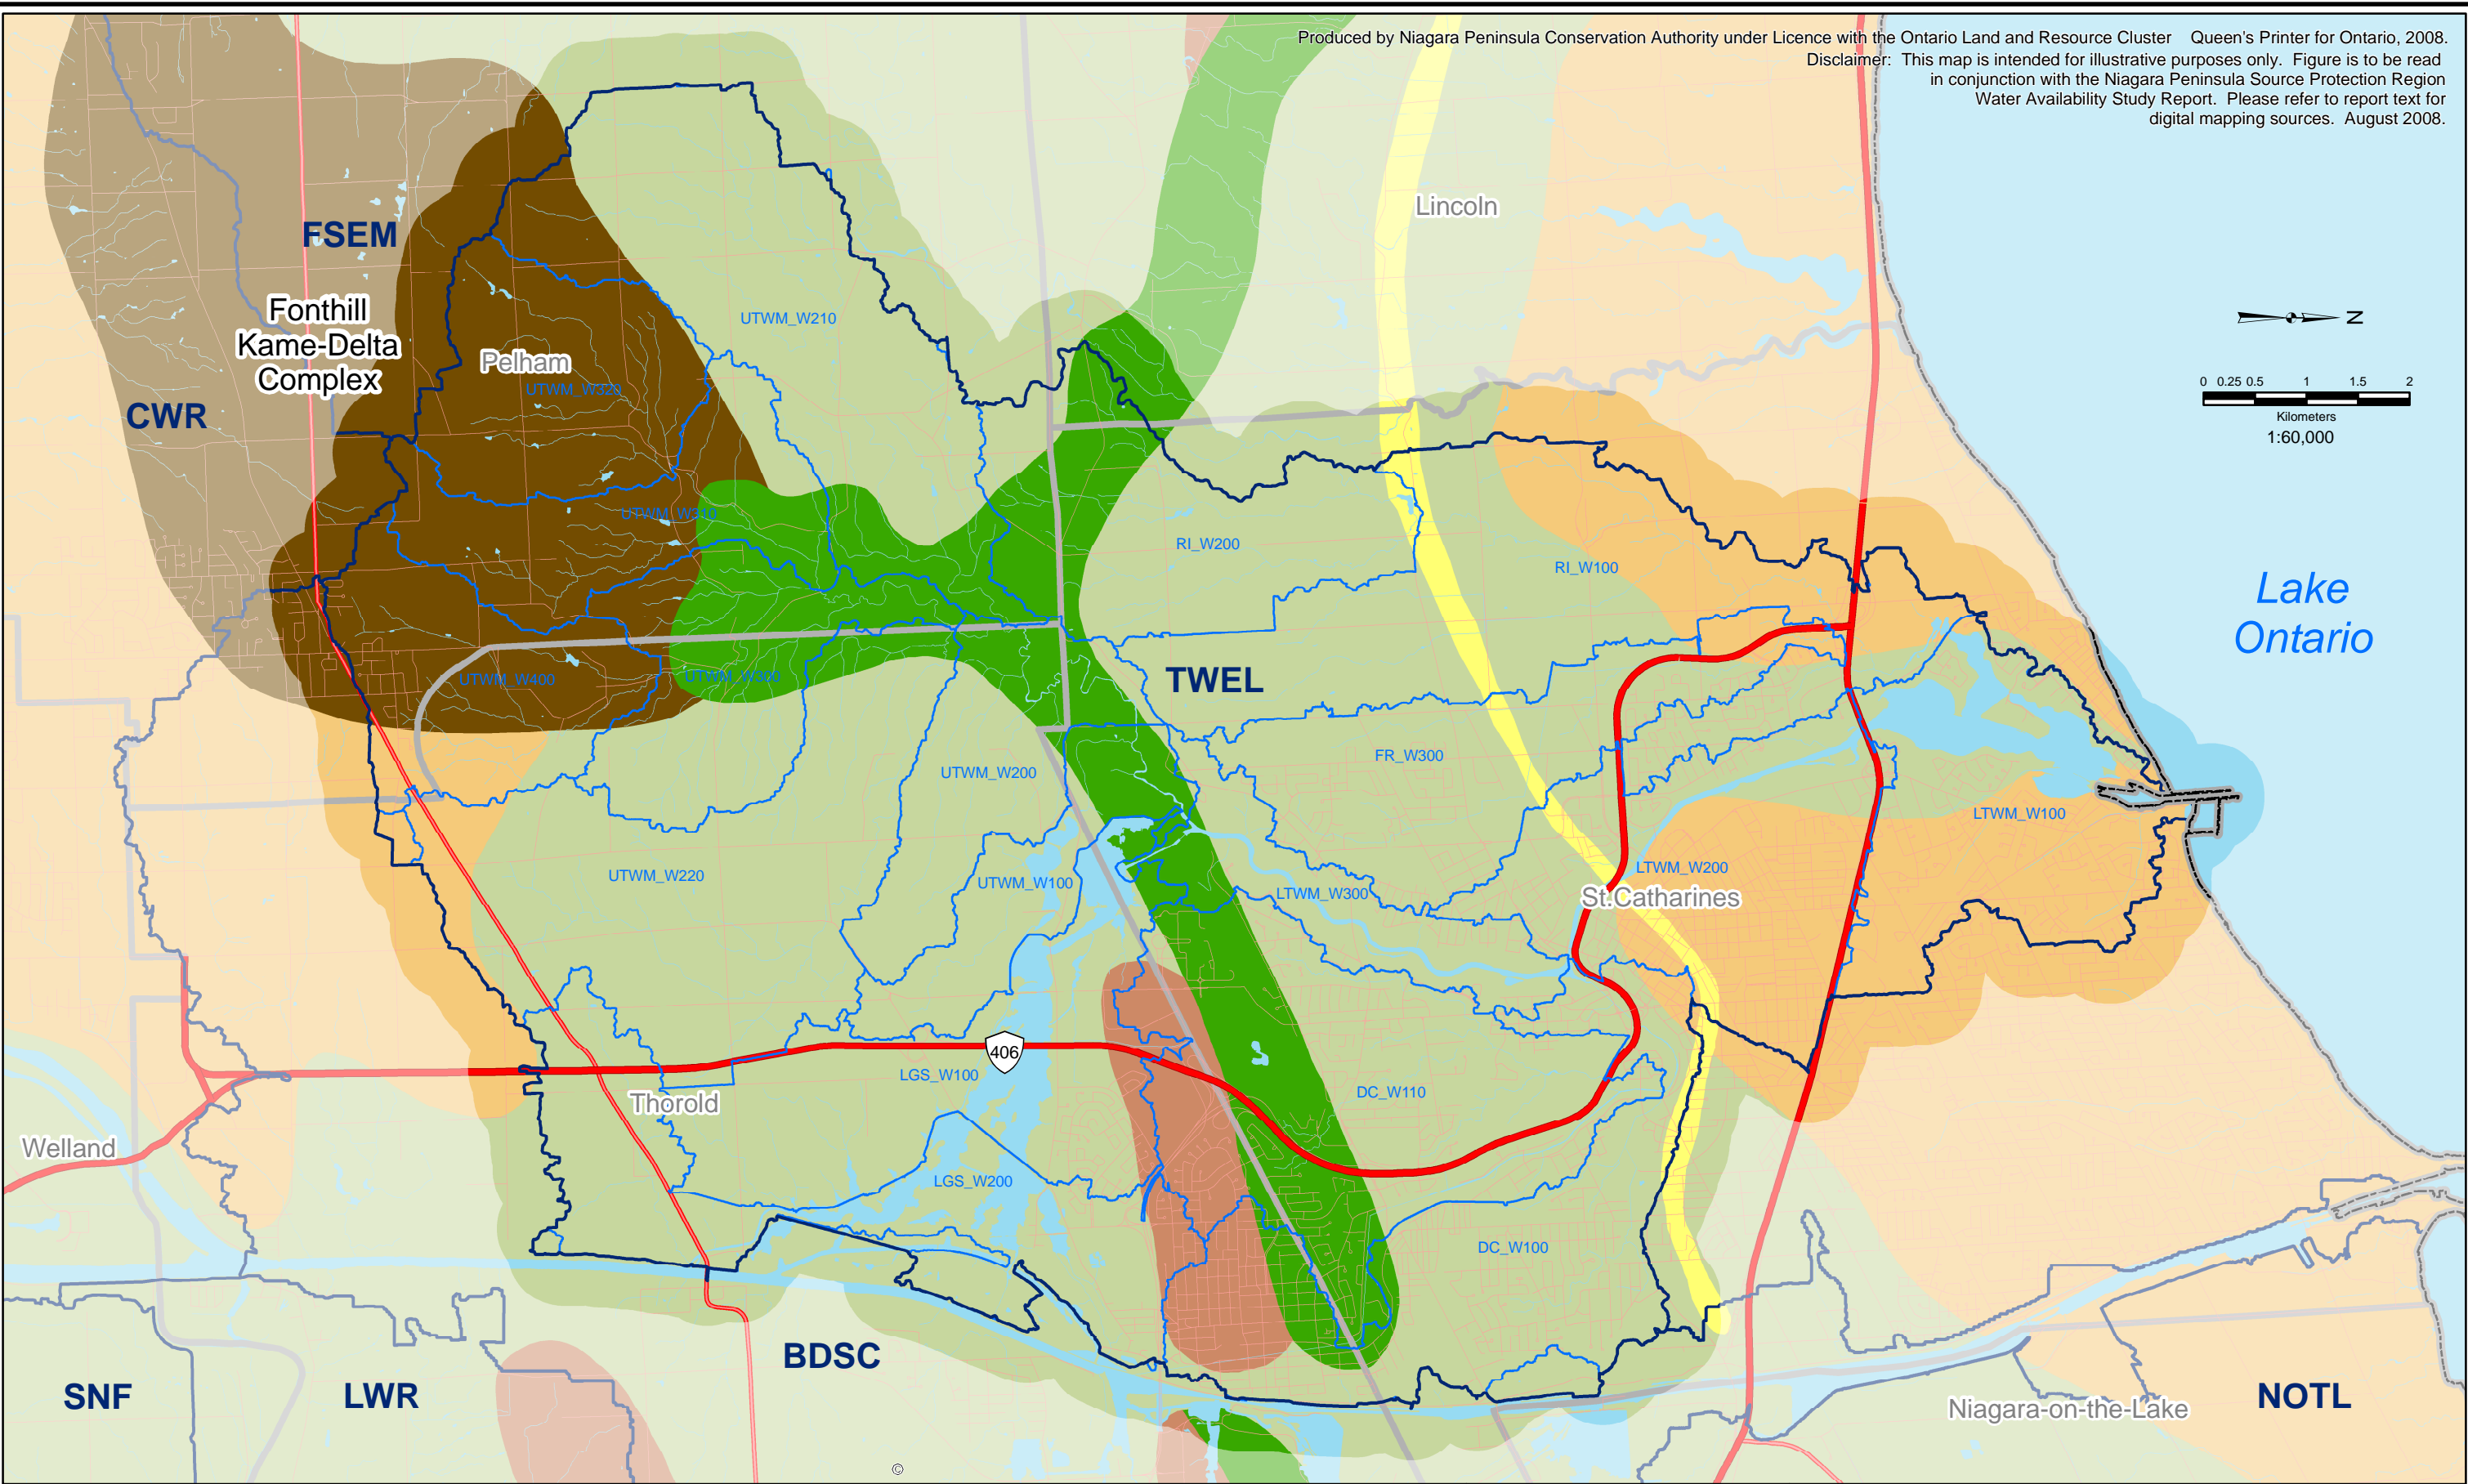 Produced by Niagara Peninsula Conservation Authority under Licence with the Ontario Land and Resource Cluster Queen's Printer for Ontario, 2008.
Disclaimer: This map is intended for illustrative purposes only. Figure is to be read
in conjunction with the Niagara Peninsula Source Protection Region
Water Availability Study Report. Please refer to report text for
digital mapping sources. August 2008.
Lincoln
FSEM
Fonthill
Kame-Delta
Complex
UTWM_W210
N
Pelham
UTWM_W320
0 0.25 0.5 1 1.5 2
Kilometers
1:60,000
CWR
UTWM_W310
RI_W200
RI_W100
Lake
Ontario
UTWM_W400
UTWM_W300
TWEL
UTWM_W200
FR_W300
LTWM_W100
UTWM_W220
UTWM_W100
LTWM_W300
LTWM_W200
St.Catharines
406
LGS_W100
DC_W110
Thorold
Welland
LGS_W200
DC_W100
BDSC
SNF
LWR
Niagara-on-the-Lake
NOTL
©